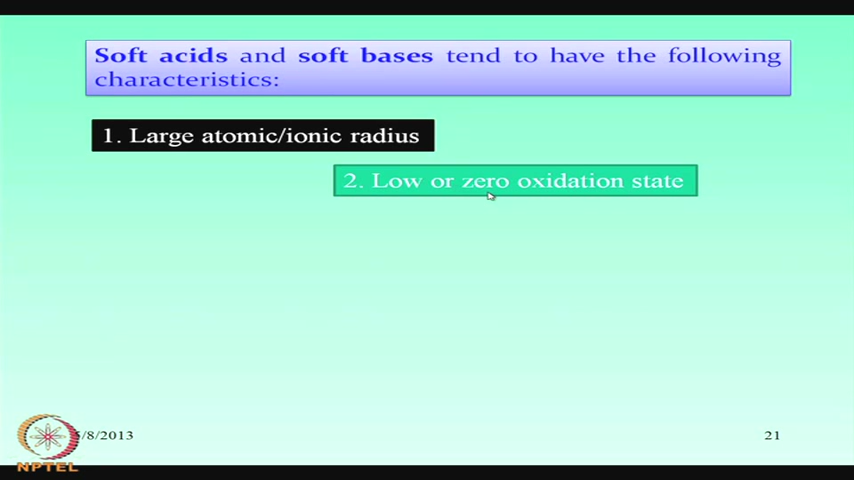 Soft acids and soft bases tend to have the following
characteristics:
1. Large atomic/ionic radius
2. Low or zero oxidation state
5/8/2013
21
NPTEL